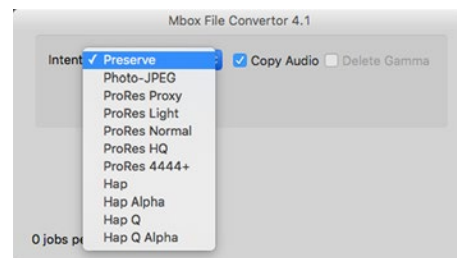 Mbox File Convertor 4.1
Intent ✓ Preserve Copy Audio Delete Gamma
Photo-JPEG
ProRes Proxy
ProRes Light
ProRes Normal
ProRes HQ
ProRes 4444+
Hap
Hap Alpha
Hap Q
Hap Q Alpha
0 jobs